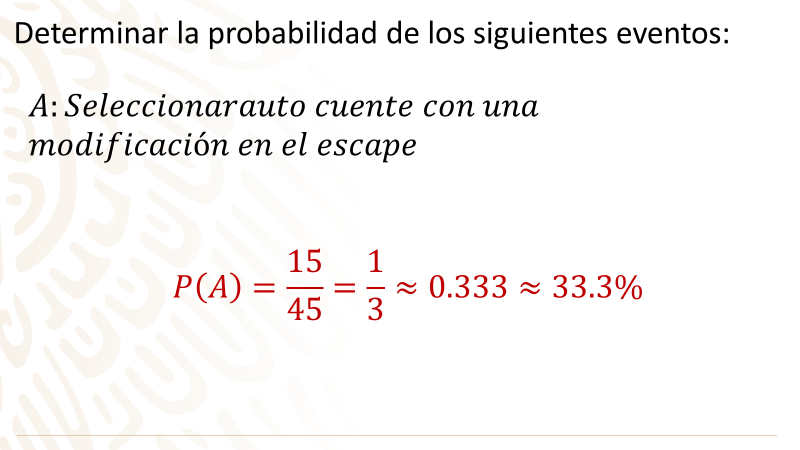 Determinar la probabilidad de los siguientes eventos:
A: Seleccionarauto cuente con una
modificación en el escape
P(A) = 15/45 = 1/3 ≈ 0.333 ≈ 33.3%